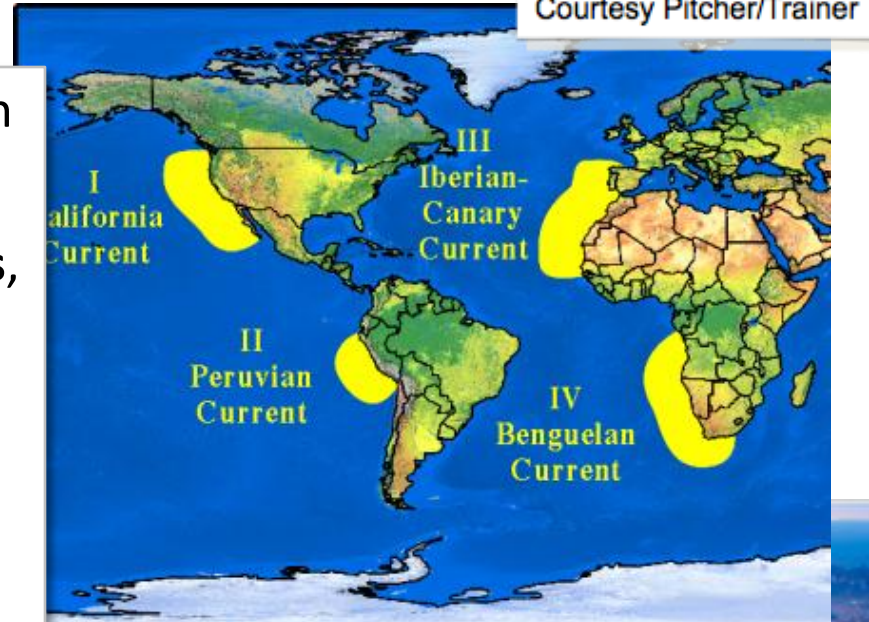 Courtesy Pitcher/Trainer
n
s,
I
alifornia
Current
II
Peruvian
Current
III
Iberian-
Canary
Current
IV
Benguelan
Current